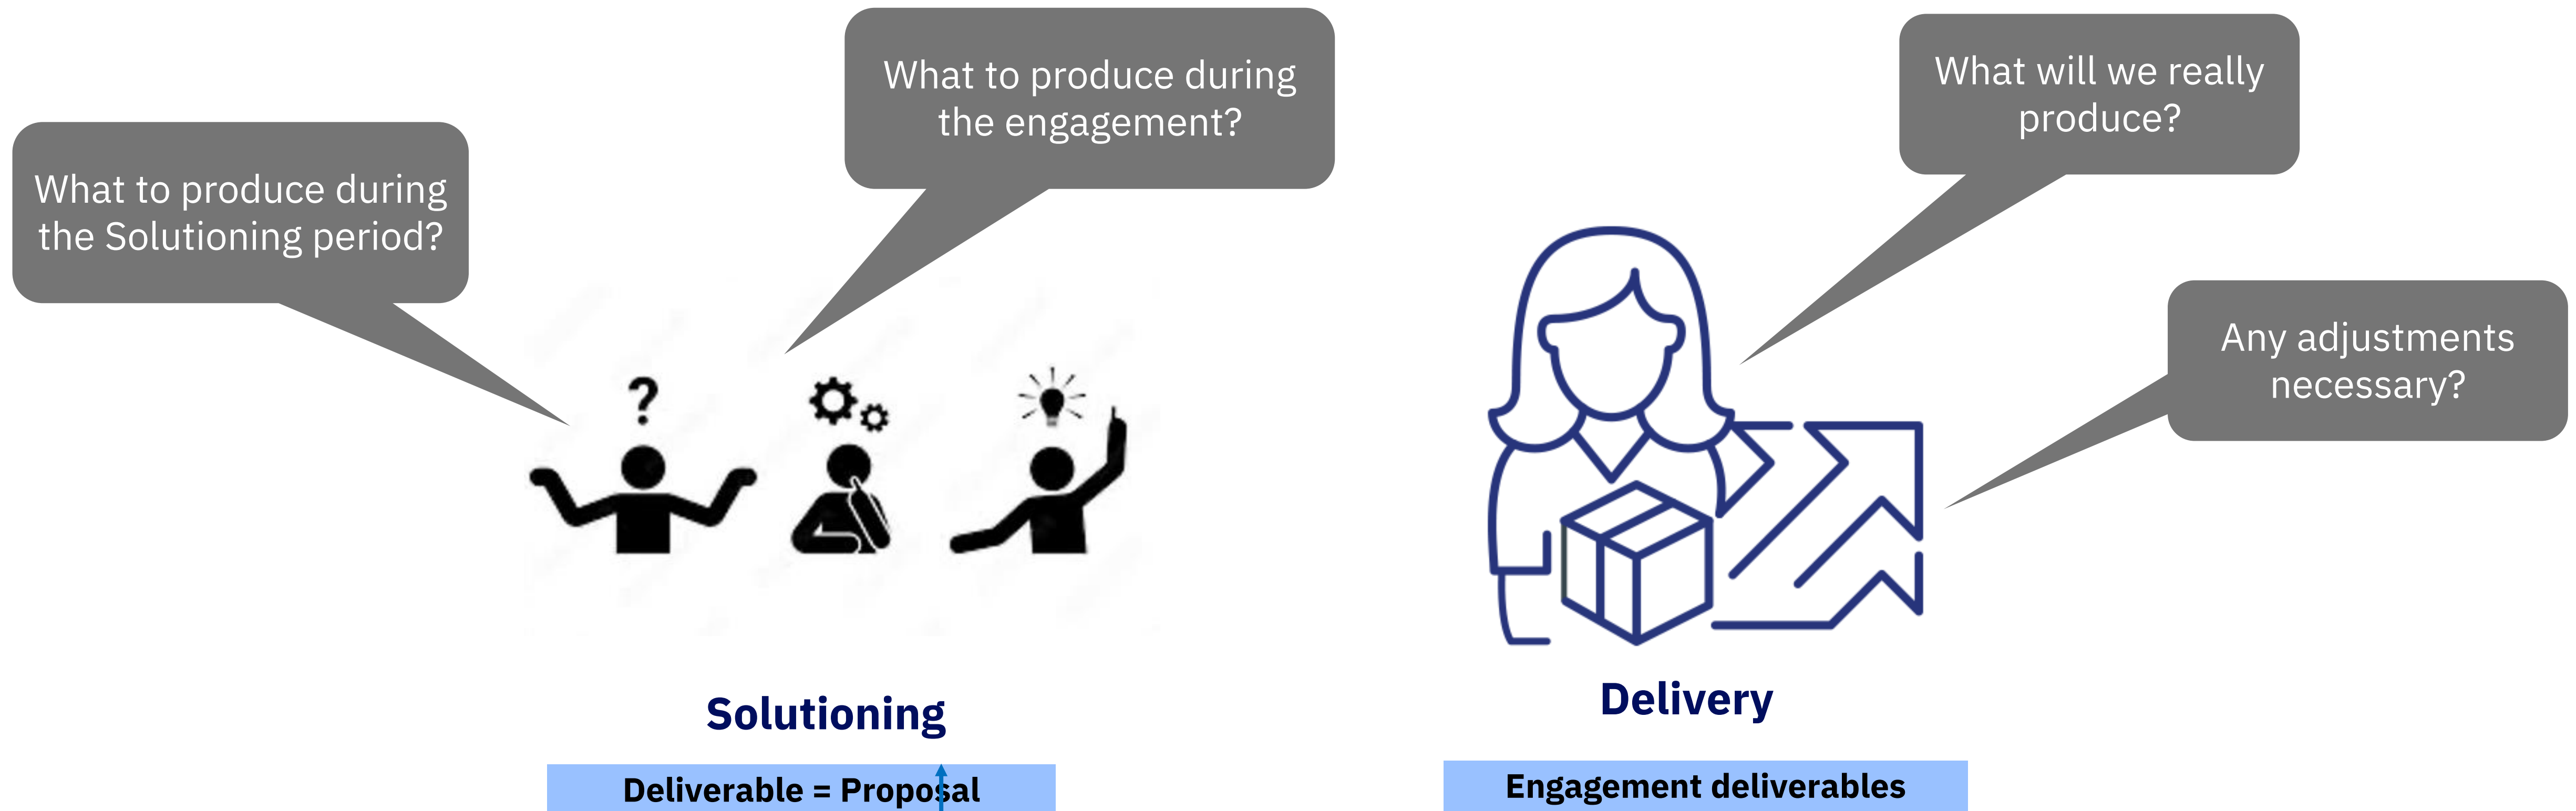 What to produce during
the Solutioning period?
What to produce during
the engagement?
What will we really
produce?
Any adjustments
necessary?
?
Solutioning
Deliverable = Proposal
Delivery
Engagement deliverables